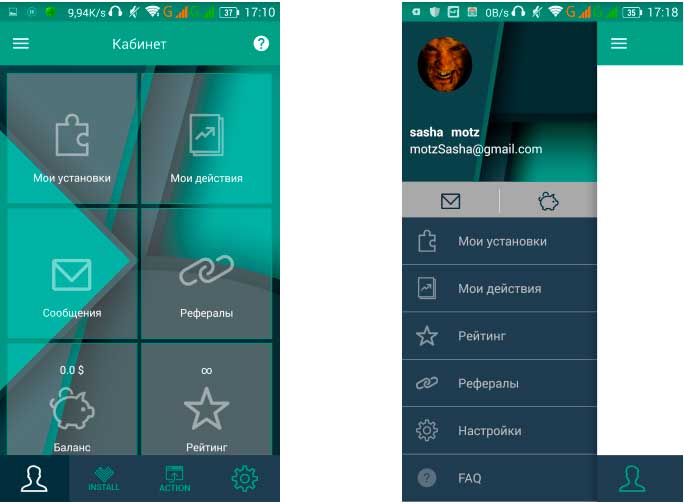 9,94K/s G G 37 17:10
Кабинет ?
Мои установки
Мои действия
Сообщения
Рефералы
0.0 $
∞
Баланс
Рейтинг
INSTALL
ACTION
0B/s G G 35 17:18
sasha motz
motzSasha@gmail.com
Мои установки
Мои действия
Рейтинг
Рефералы
Настройки
? FAQ